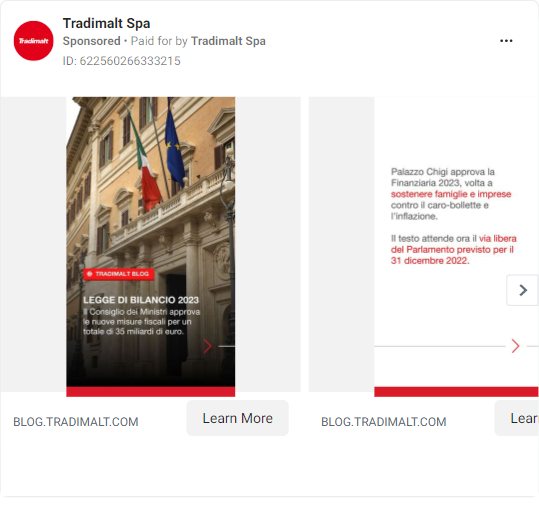 Tradimalt Spa
Sponsored • Paid for by Tradimalt Spa
ID: 622560266333215
Tradimalt
TRADIMALT BLOG
LEGGE DI BILANCIO 2023
Il Consiglio dei Ministri approva
le nuove misure fiscali per un
totale di 35 miliardi di euro.
Palazzo Chigi approva la
Finanziaria 2023, volta a
sostenere famiglie e imprese
contro il caro-bollette e
l'inflazione.
Il testo attende ora il via libera
del Parlamento previsto per il
31 dicembre 2022.
BLOG.TRADIMALT.COM
Learn More
BLOG.TRADIMALT.COM
Lear